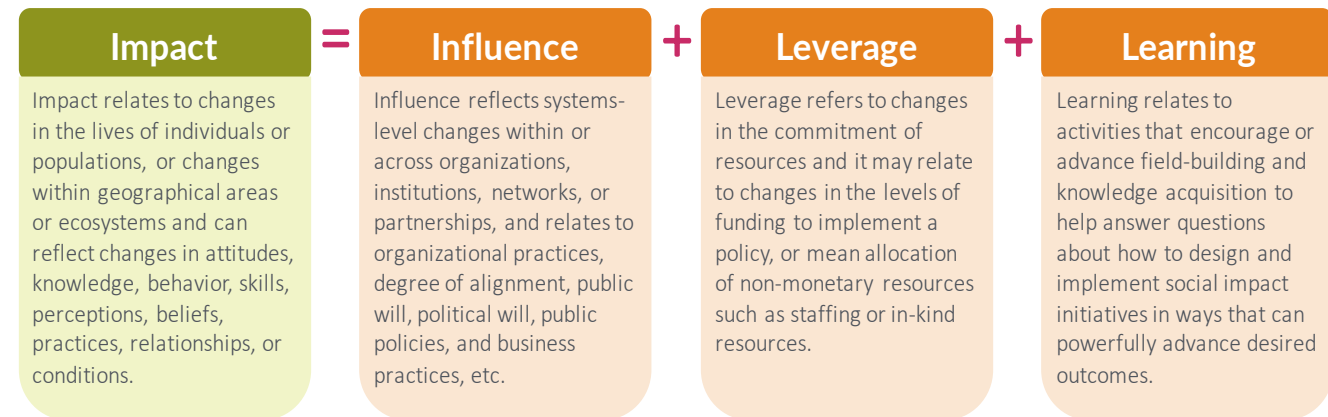 Impact
=
Influence
+
Leverage
+
Learning
Impact relates to changes
in the lives of individuals or
populations, or changes
within geographical areas
or ecosystems and can
reflect changes in attitudes,
knowledge, behavior, skills,
perceptions, beliefs,
practices, relationships, or
conditions.
Influence reflects systems-
level changes within or
across organizations,
institutions, networks, or
partnerships, and relates to
organizational practices,
degree of alignment, public
will, political will, public
policies, and business
practices, etc.
Leverage refers to changes
in the commitment of
resources and it may relate
to changes in the levels of
funding to implement a
policy, or mean allocation
of non-monetary resources
such as staffing or in-kind
resources.
Learning relates to
activities that encourage or
advance field-building and
knowledge acquisition to
help answer questions
about how to design and
implement social impact
initiatives in ways that can
powerfully advance desired
outcomes.